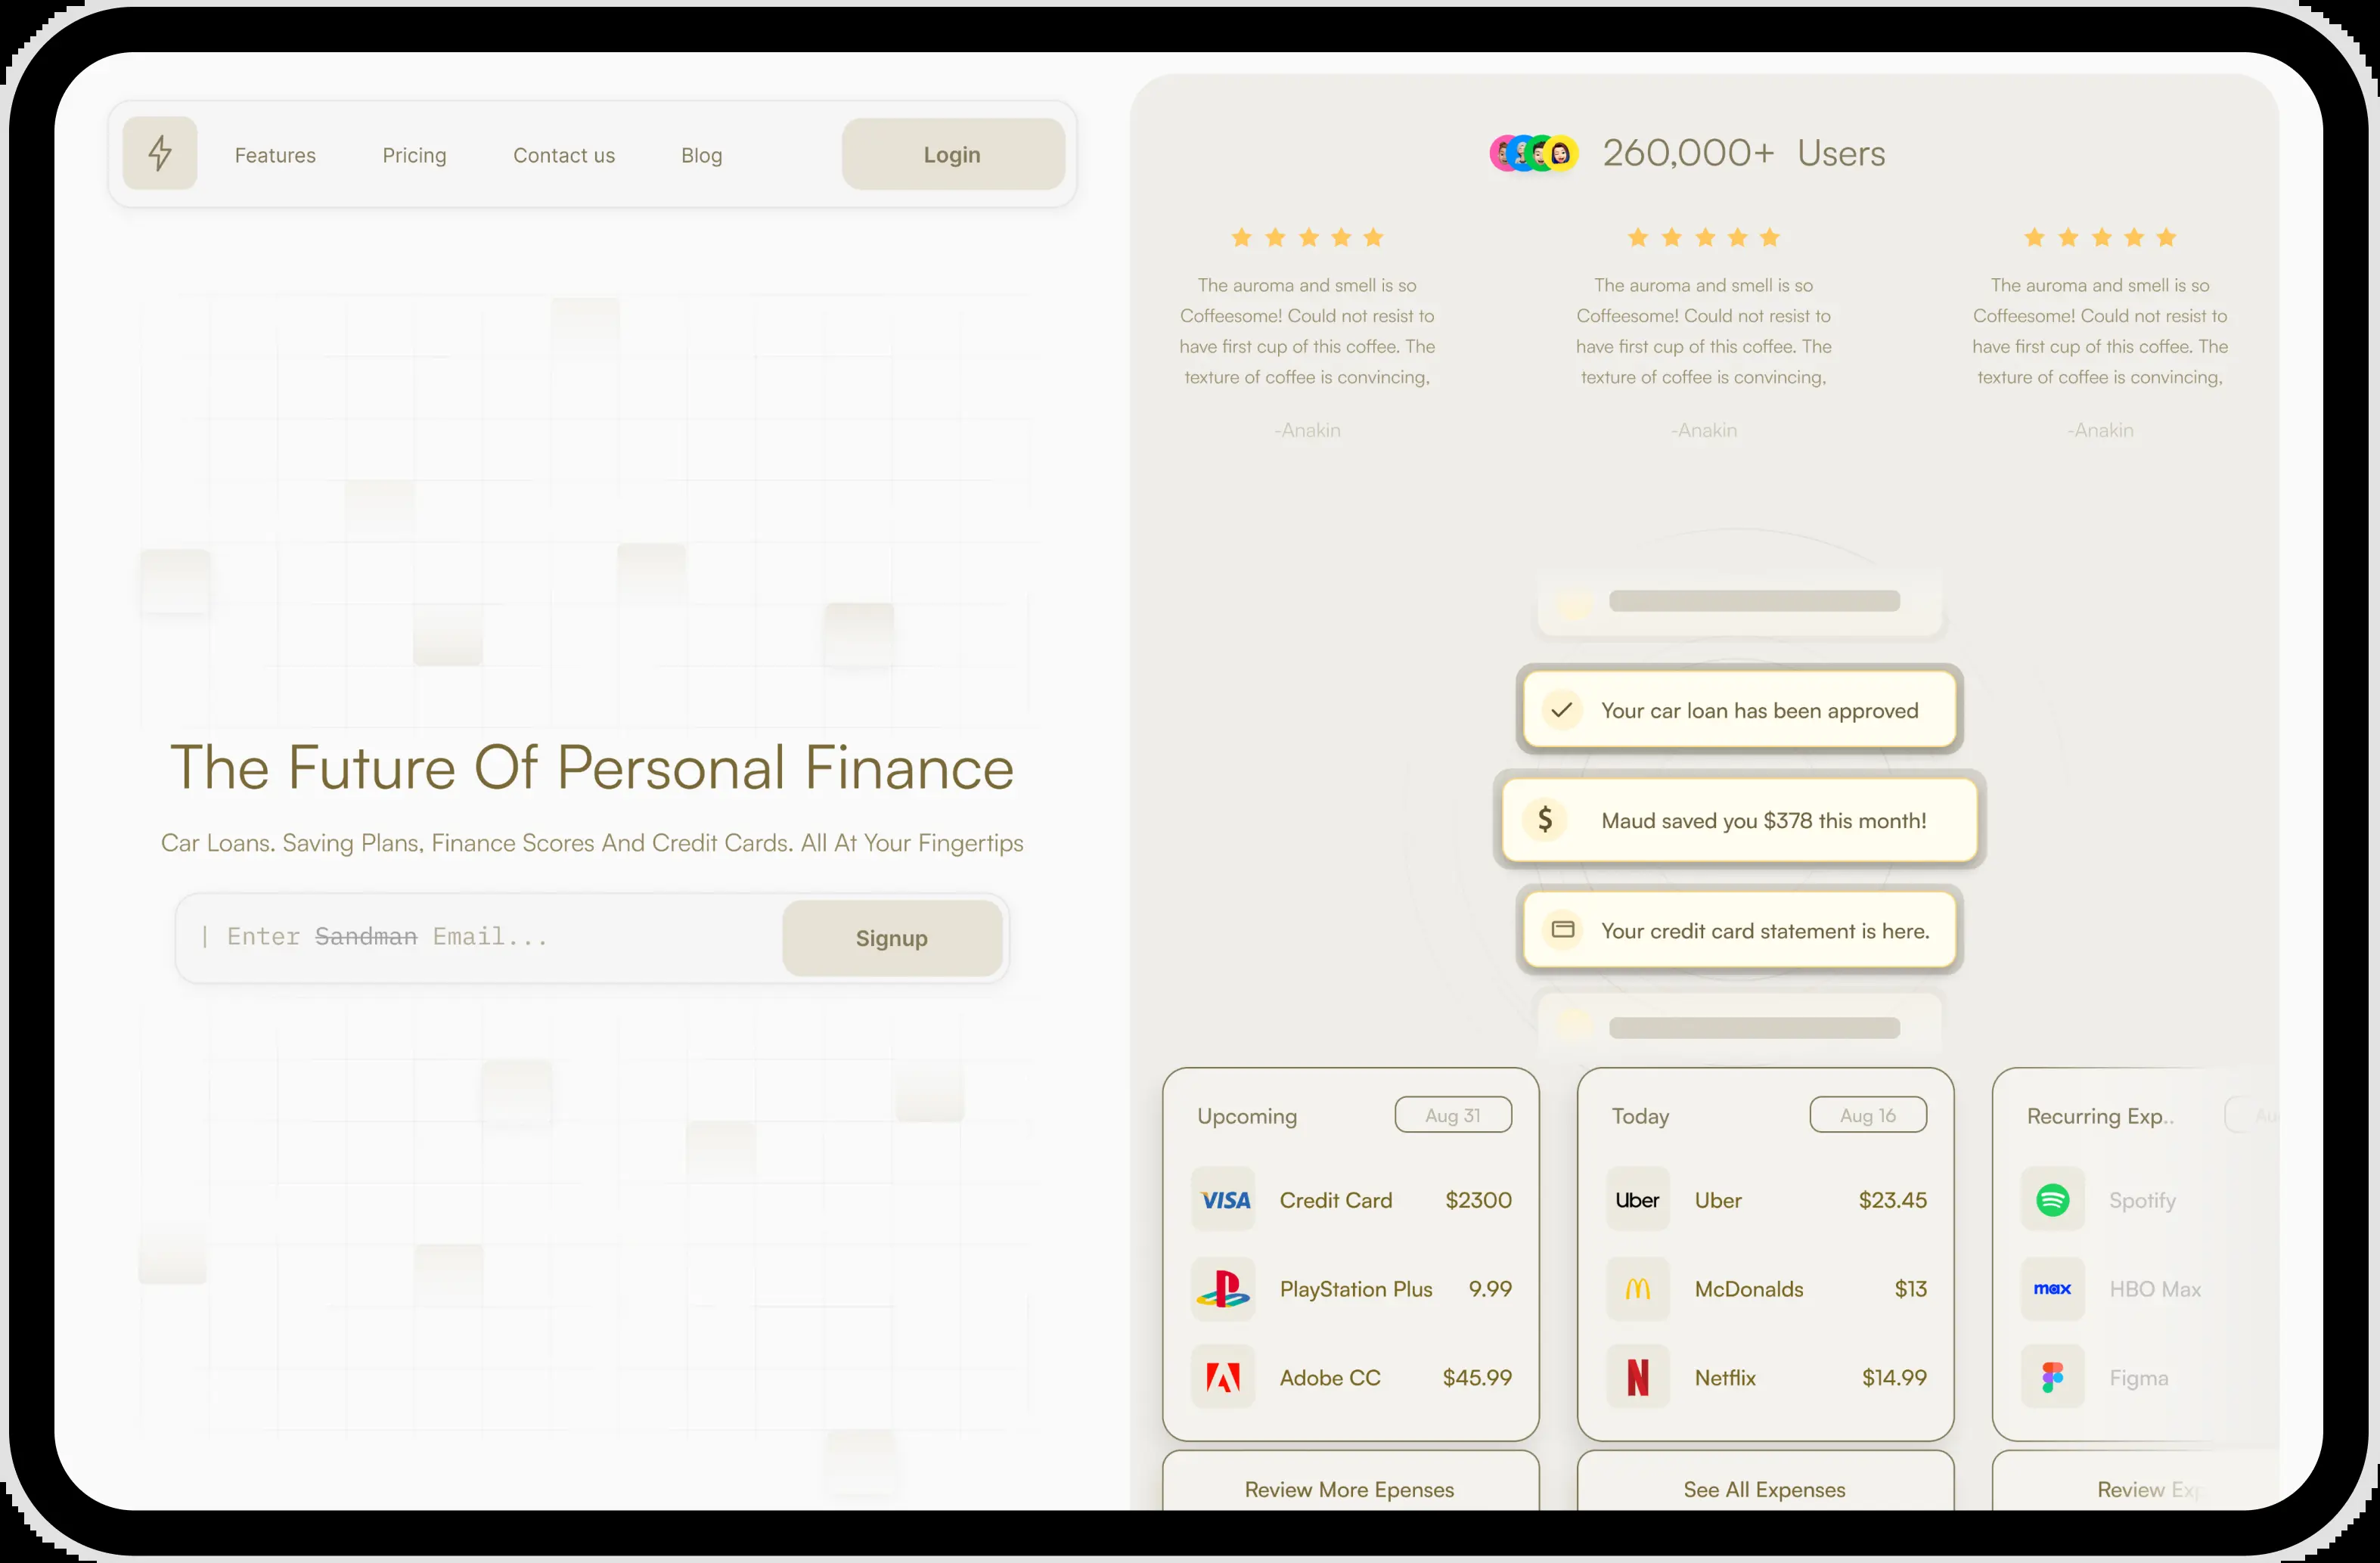 Features
Pricing
Contact us
Blog
Login
The Future Of Personal Finance
Car Loans. Saving Plans, Finance Scores And Credit Cards. All At Your Fingertips
| Enter Sandman Email...
Signup
260,000+ Users
The auroma and smell is so
Coffeesome! Could not resist to
have first cup of this coffee. The
texture of coffee is convincing,
-Anakin
The auroma and smell is so
Coffeesome! Could not resist to
have first cup of this coffee. The
texture of coffee is convincing,
-Anakin
The auroma and smell is so
Coffeesome! Could not resist to
have first cup of this coffee. The
texture of coffee is convincing,
-Anakin
Your car loan has been approved
$ Maud saved you $378 this month!
Your credit card statement is here.
Upcoming
Aug 31
VISA Credit Card $2300
PlayStation Plus 9.99
Adobe CC $45.99
Review More Epenses
Today
Aug 16
Uber Uber $23.45
McDonalds $13
Netflix $14.99
See All Expenses
Recurring Exp..
Au
Spotify
max HBO Max
Figma
Review Exp